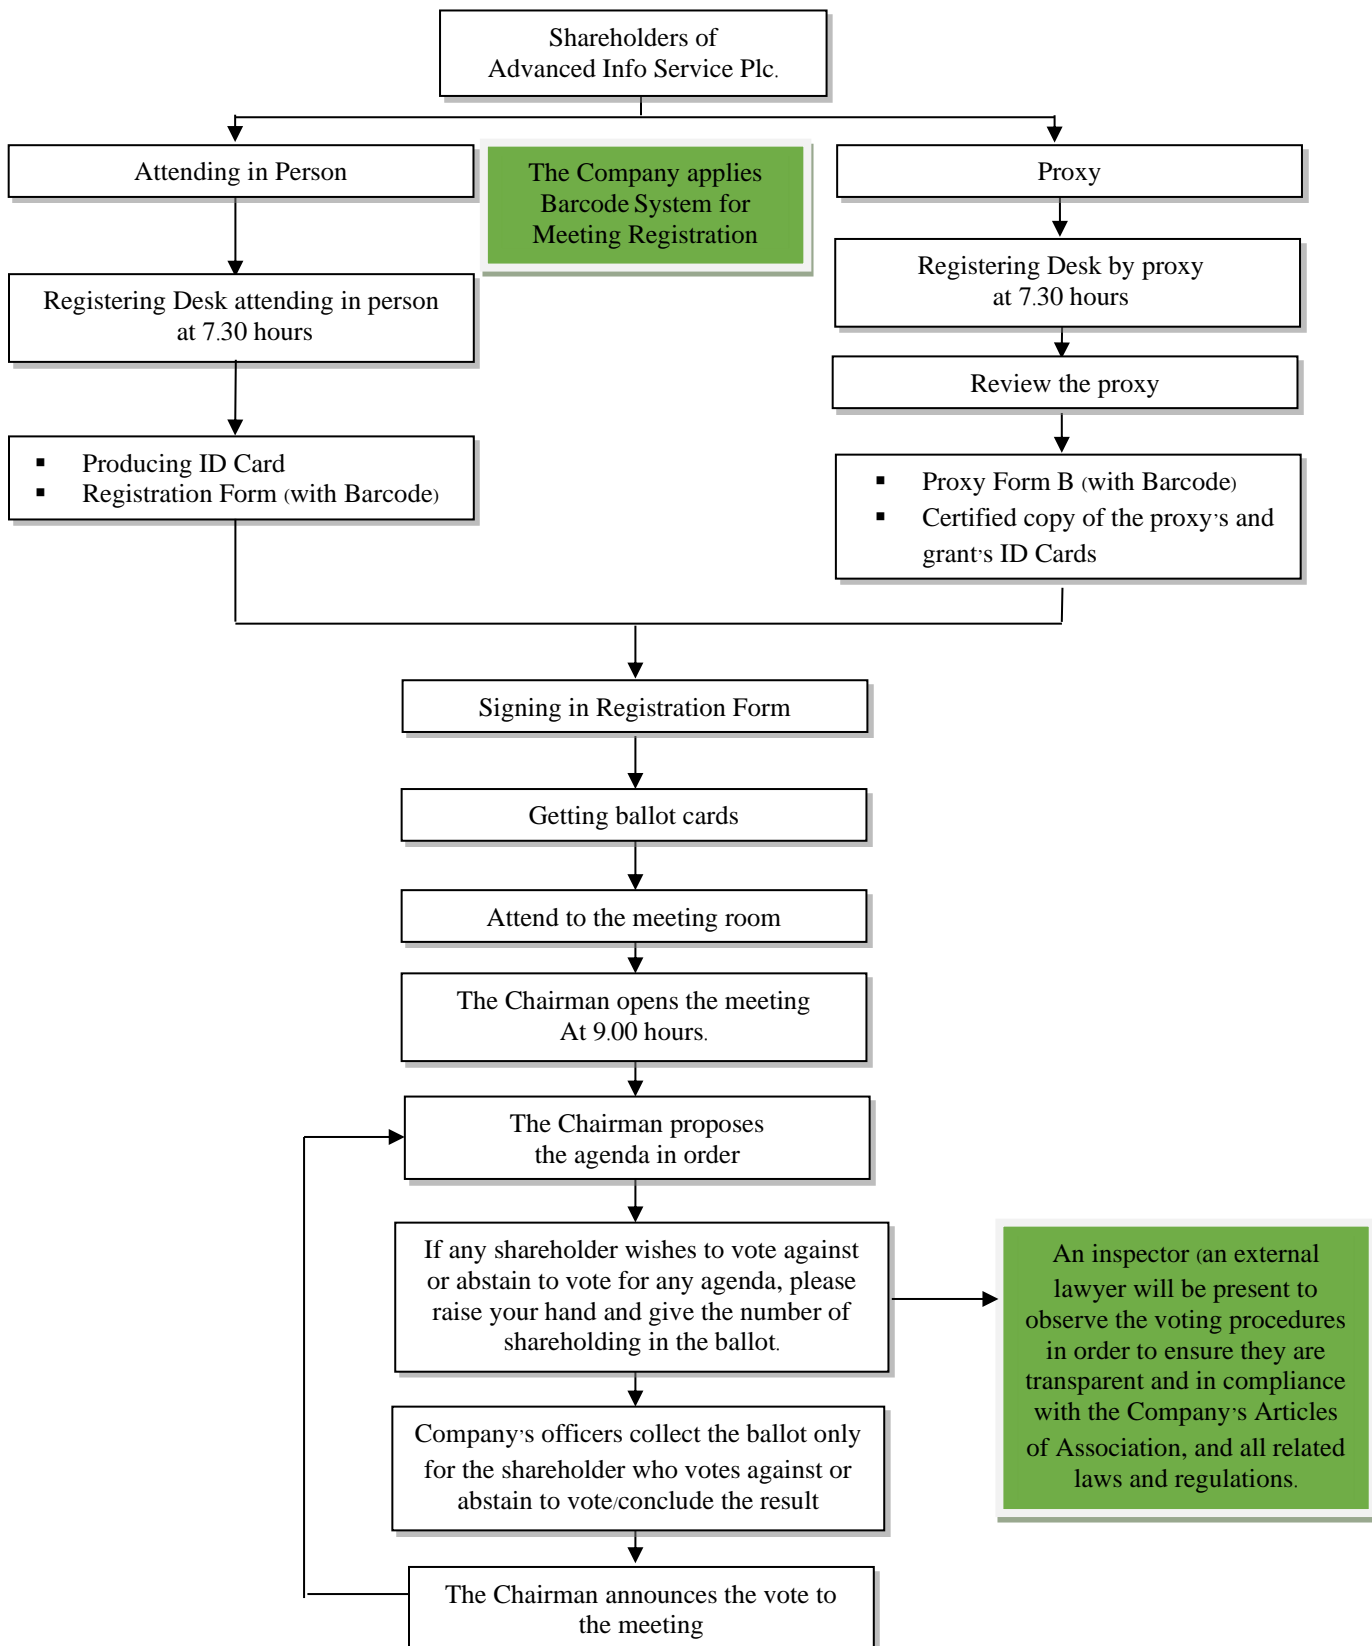 Shareholders of
Advanced Info Service Plc.
Attending in Person
The Company applies
Barcode System for
Meeting Registration
Proxy
Registering Desk attending in person
at 7.30 hours
Registering Desk by proxy
at 7.30 hours
Review the proxy
▪ Producing ID Card
▪ Registration Form (with Barcode)
▪ Proxy Form B (with Barcode)
▪ Certified copy of the proxy's and
grant's ID Cards
Signing in Registration Form
Getting ballot cards
Attend to the meeting room
The Chairman opens the meeting
At 9.00 hours.
The Chairman proposes
the agenda in order
If any shareholder wishes to vote against
or abstain to vote for any agenda, please
raise your hand and give the number of
shareholding in the ballot.
An inspector (an external
lawyer will be present to
observe the voting procedures
in order to ensure they are
transparent and in compliance
with the Company's Articles
of Association, and all related
laws and regulations.
Company's officers collect the ballot only
for the shareholder who votes against or
abstain to vote/conclude the result
The Chairman announces the vote to
the meeting